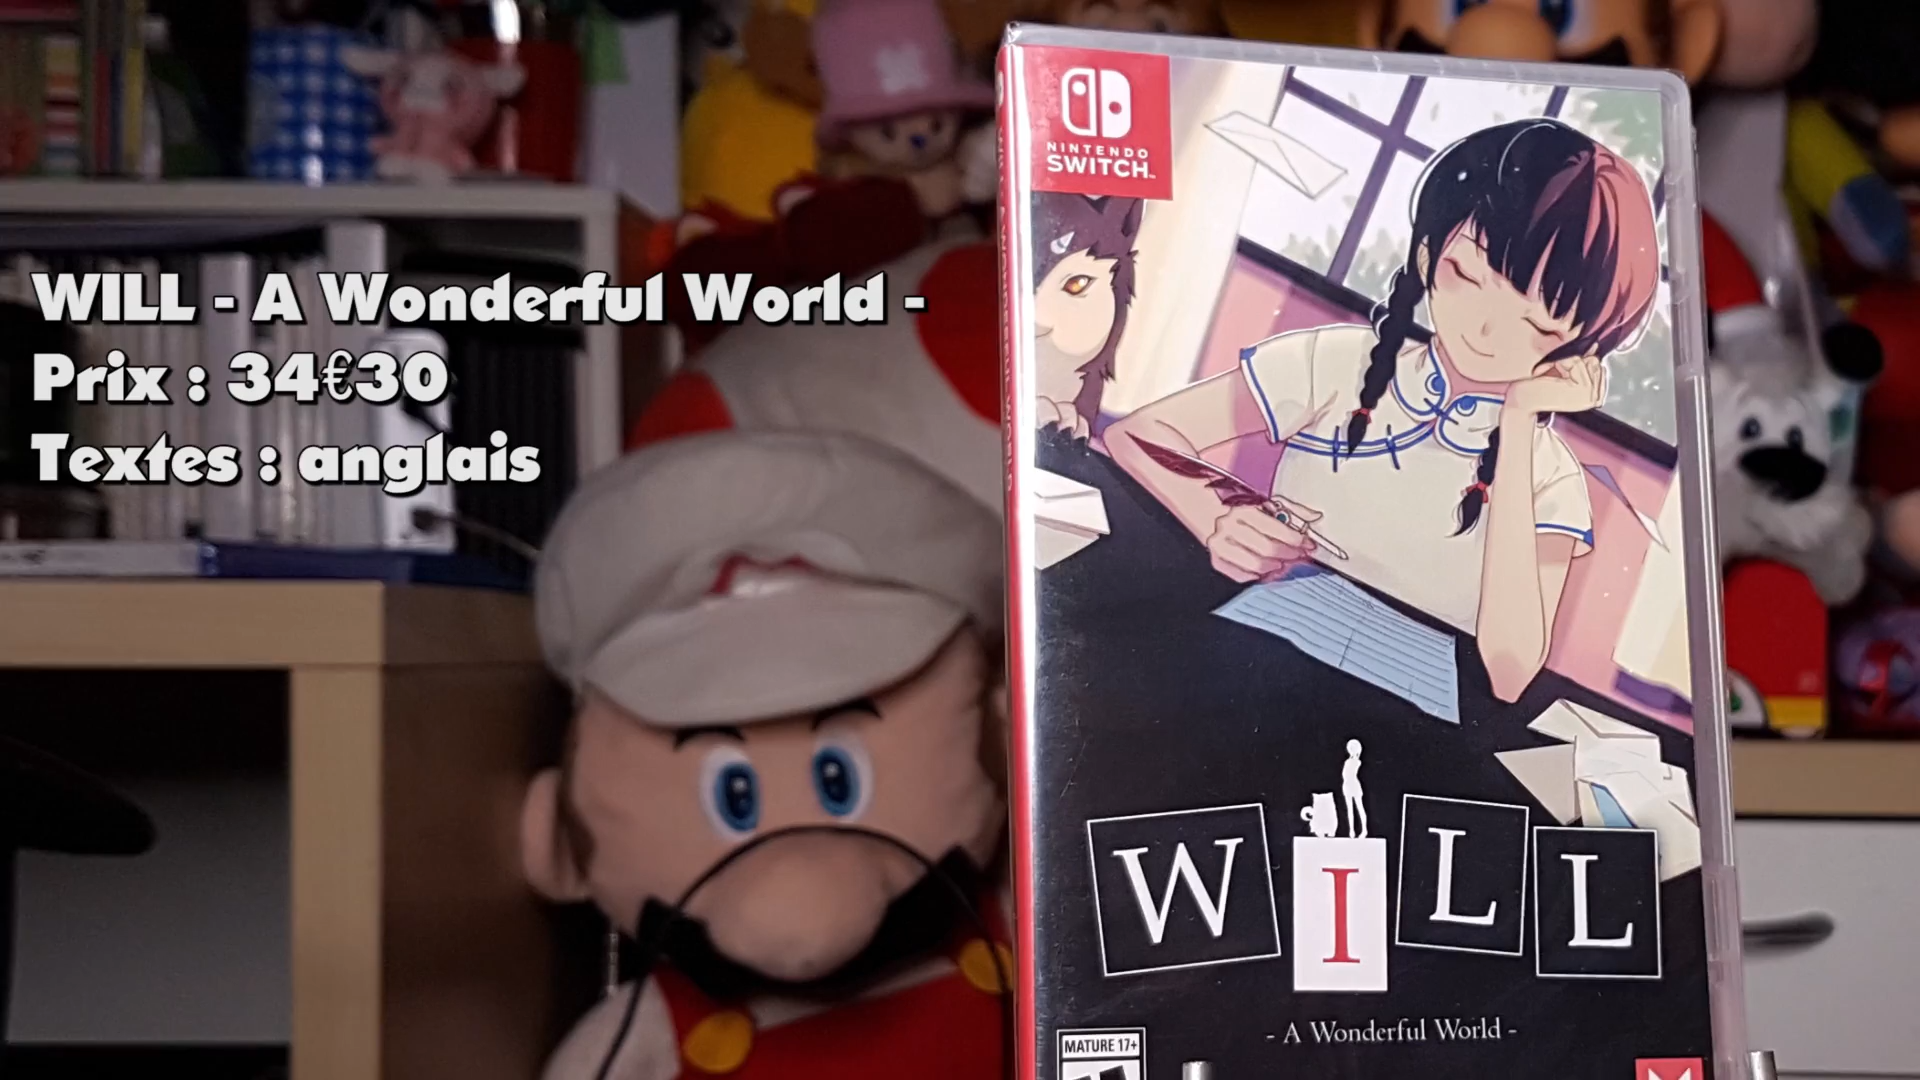 WILL - A Wonderful World -
Prix : 34€30
Textes : anglais
NINTENDO
SWITCH
WILL
- A Wonderful World -
MATURE 17+